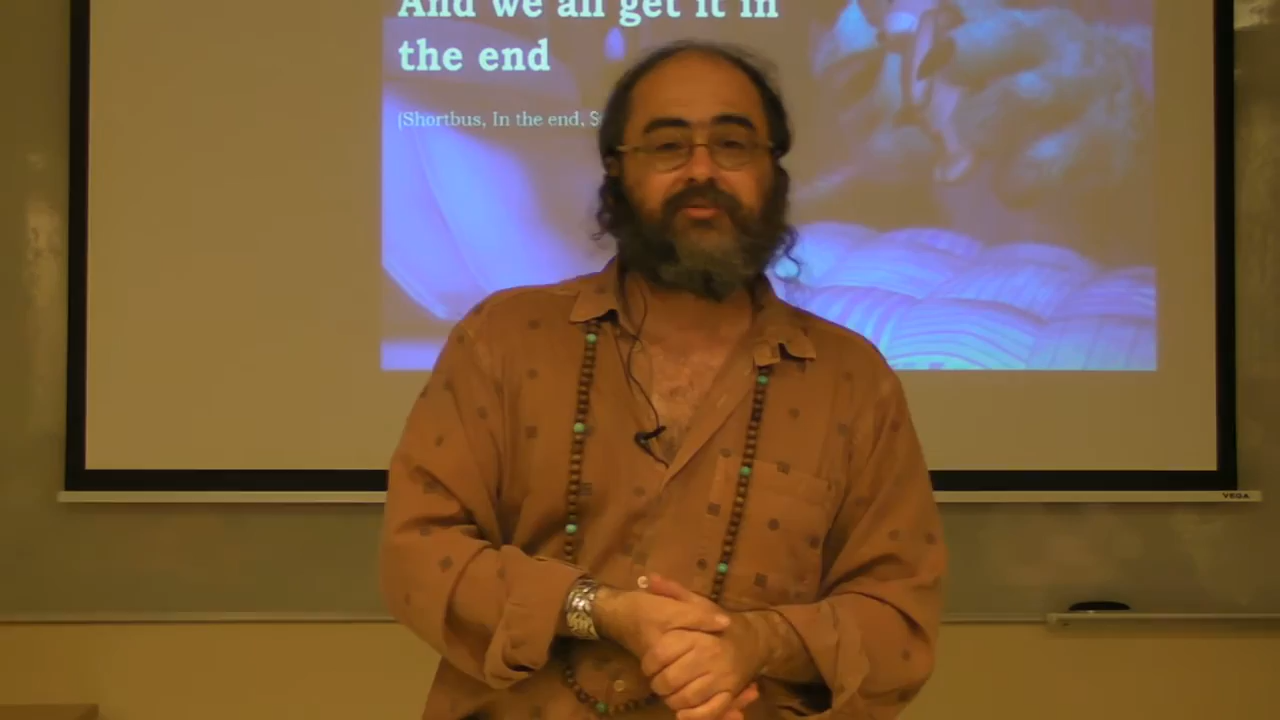 And we all get it in
the end
(Shortbus, In the end,
VEGA